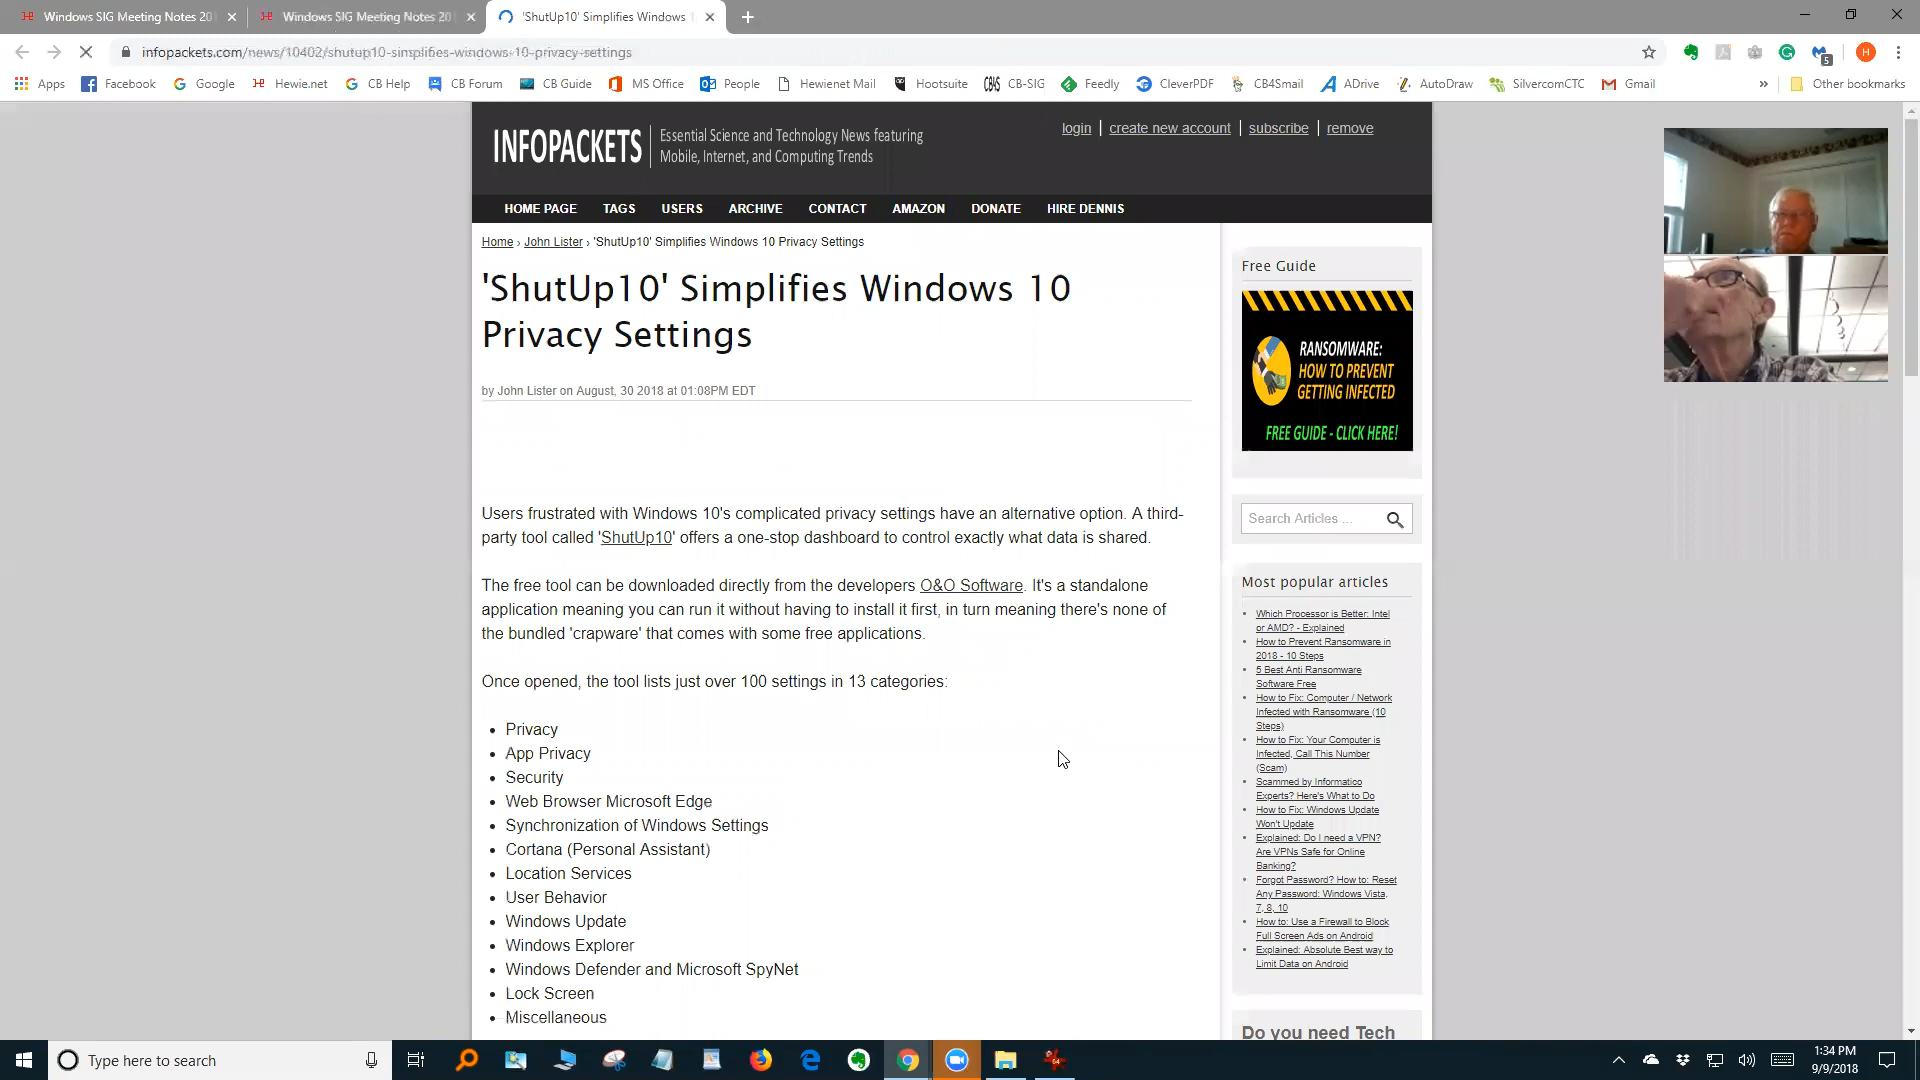 Windows SIG Meeting Notes 20
Windows SIG Meeting Notes 20
'ShutUp10' Simplifies Windows 1
infopackets.com/news/10402/shutup10-simplifies-windows-10-privacy-settings
5
H
Apps
Facebook
Google
Hewie.net
CB Help
CB Forum
CB Guide
MS Office
People
Hewienet Mail
Hootsuite
CB-SIG
Feedly
CleverPDF
CB4Smail
ADrive
AutoDraw
SilvercomCTC
Gmail
»
Other bookmarks
INFOPACKETS
Essential Science and Technology News featuring
Mobile, Internet, and Computing Trends
login | create new account | subscribe | remove
HOME PAGE TAGS USERS ARCHIVE CONTACT AMAZON DONATE HIRE DENNIS
Home › John Lister › 'ShutUp10' Simplifies Windows 10 Privacy Settings
'ShutUp10' Simplifies Windows 10
Privacy Settings
by John Lister on August, 30 2018 at 01:08PM EDT
Users frustrated with Windows 10's complicated privacy settings have an alternative option. A third-
party tool called 'ShutUp10' offers a one-stop dashboard to control exactly what data is shared.
The free tool can be downloaded directly from the developers O&O Software. It's a standalone
application meaning you can run it without having to install it first, in turn meaning there's none of
the bundled 'crapware' that comes with some free applications.
Once opened, the tool lists just over 100 settings in 13 categories:
• Privacy
• App Privacy
• Security
• Web Browser Microsoft Edge
• Synchronization of Windows Settings
• Cortana (Personal Assistant)
• Location Services
• User Behavior
• Windows Update
• Windows Explorer
• Windows Defender and Microsoft SpyNet
• Lock Screen
• Miscellaneous
Free Guide
RANSOMWARE:
HOW TO PREVENT
GETTING INFECTED
FREE GUIDE - CLICK HERE!
Search Articles ...
Most popular articles
• Which Processor is Better: Intel
or AMD? - Explained
• How to Prevent Ransomware in
2018 - 10 Steps
• 5 Best Anti Ransomware
Software Free
• How to Fix: Computer / Network
Infected with Ransomware (10
Steps)
• How to Fix: Your Computer is
Infected, Call This Number
(Scam)
• Scammed by Informatico
Experts? Here's What to Do
• How to Fix: Windows Update
Won't Update
• Explained: Do I need a VPN?
Are VPNs Safe for Online
Banking?
• Forgot Password? How to: Reset
Any Password: Windows Vista,
7, 8, 10
• How to: Use a Firewall to Block
Full Screen Ads on Android
• Explained: Absolute Best way to
Limit Data on Android
Do you need Tech
Type here to search
1:34 PM
9/9/2018